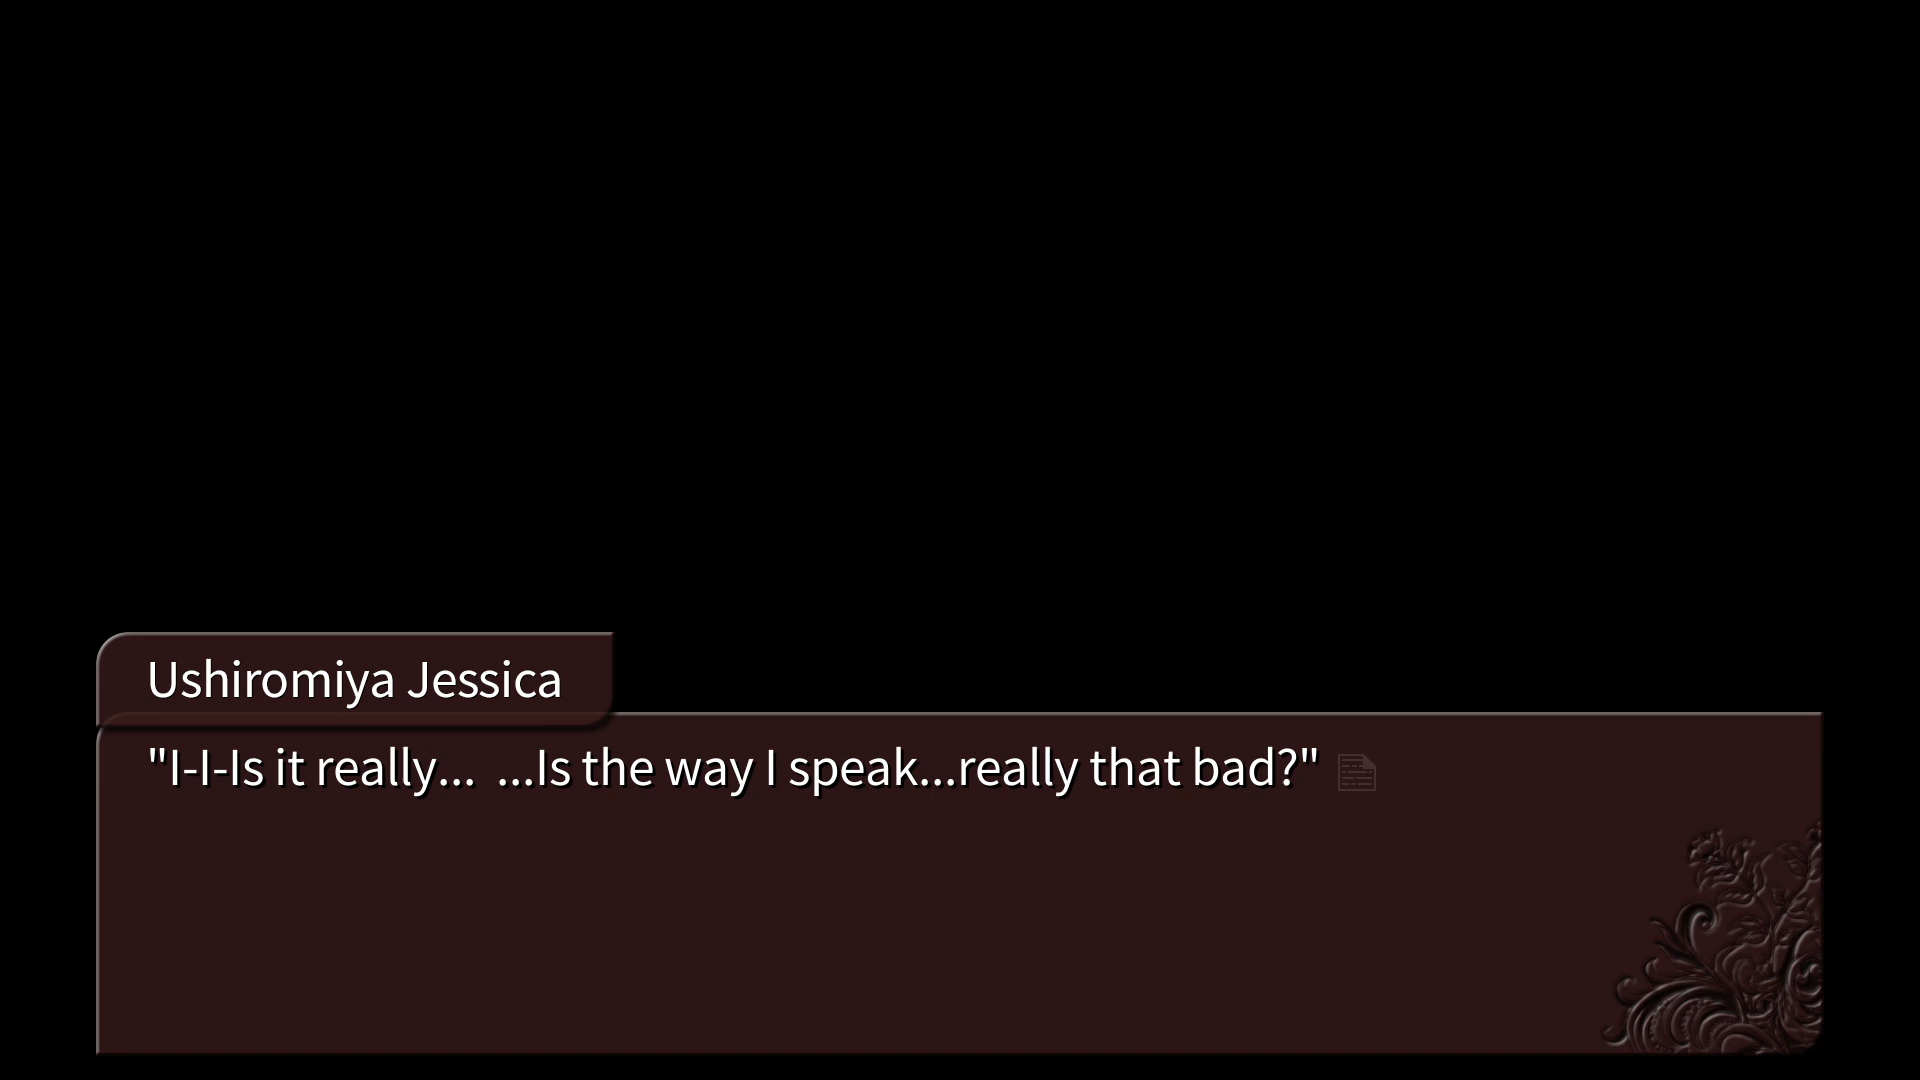 Ushiromiya Jessica
"I-I-Is it really...  ...Is the way I speak...really that bad?"